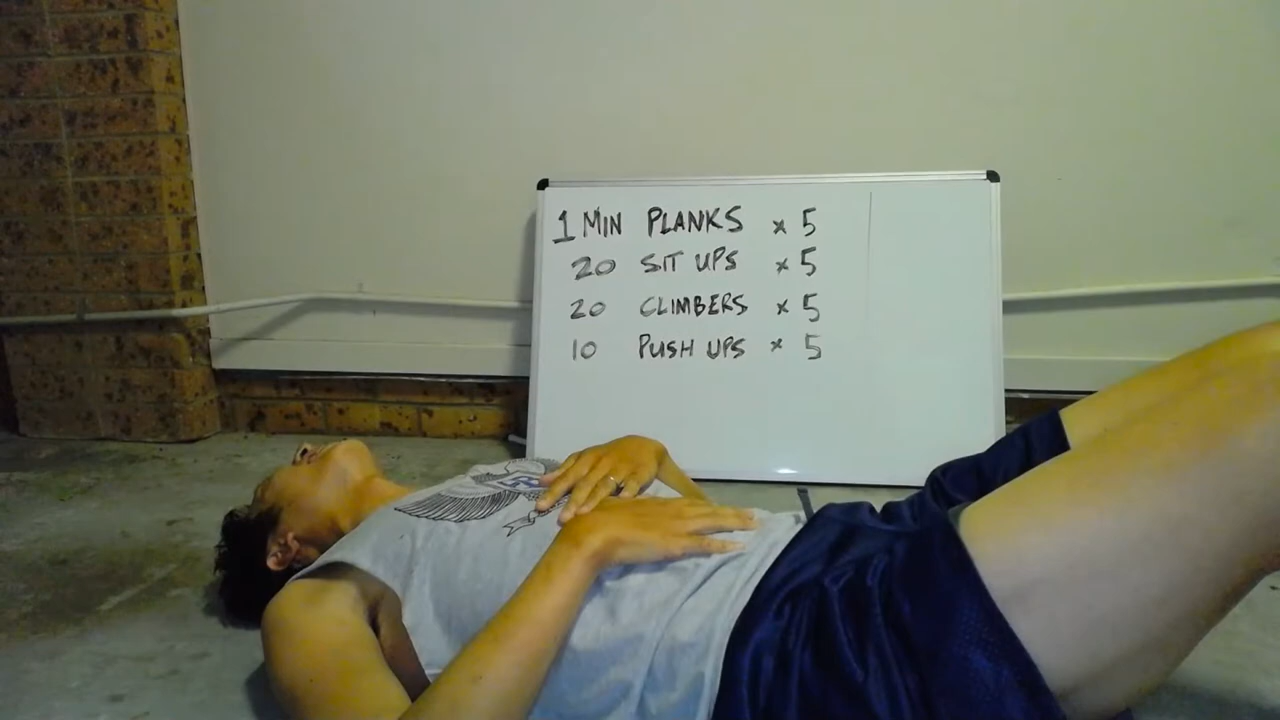 1 MIN PLANKS x 5
20 SIT UPS x 5
20 CLIMBERS x 5
10 PUSH UPS x 5